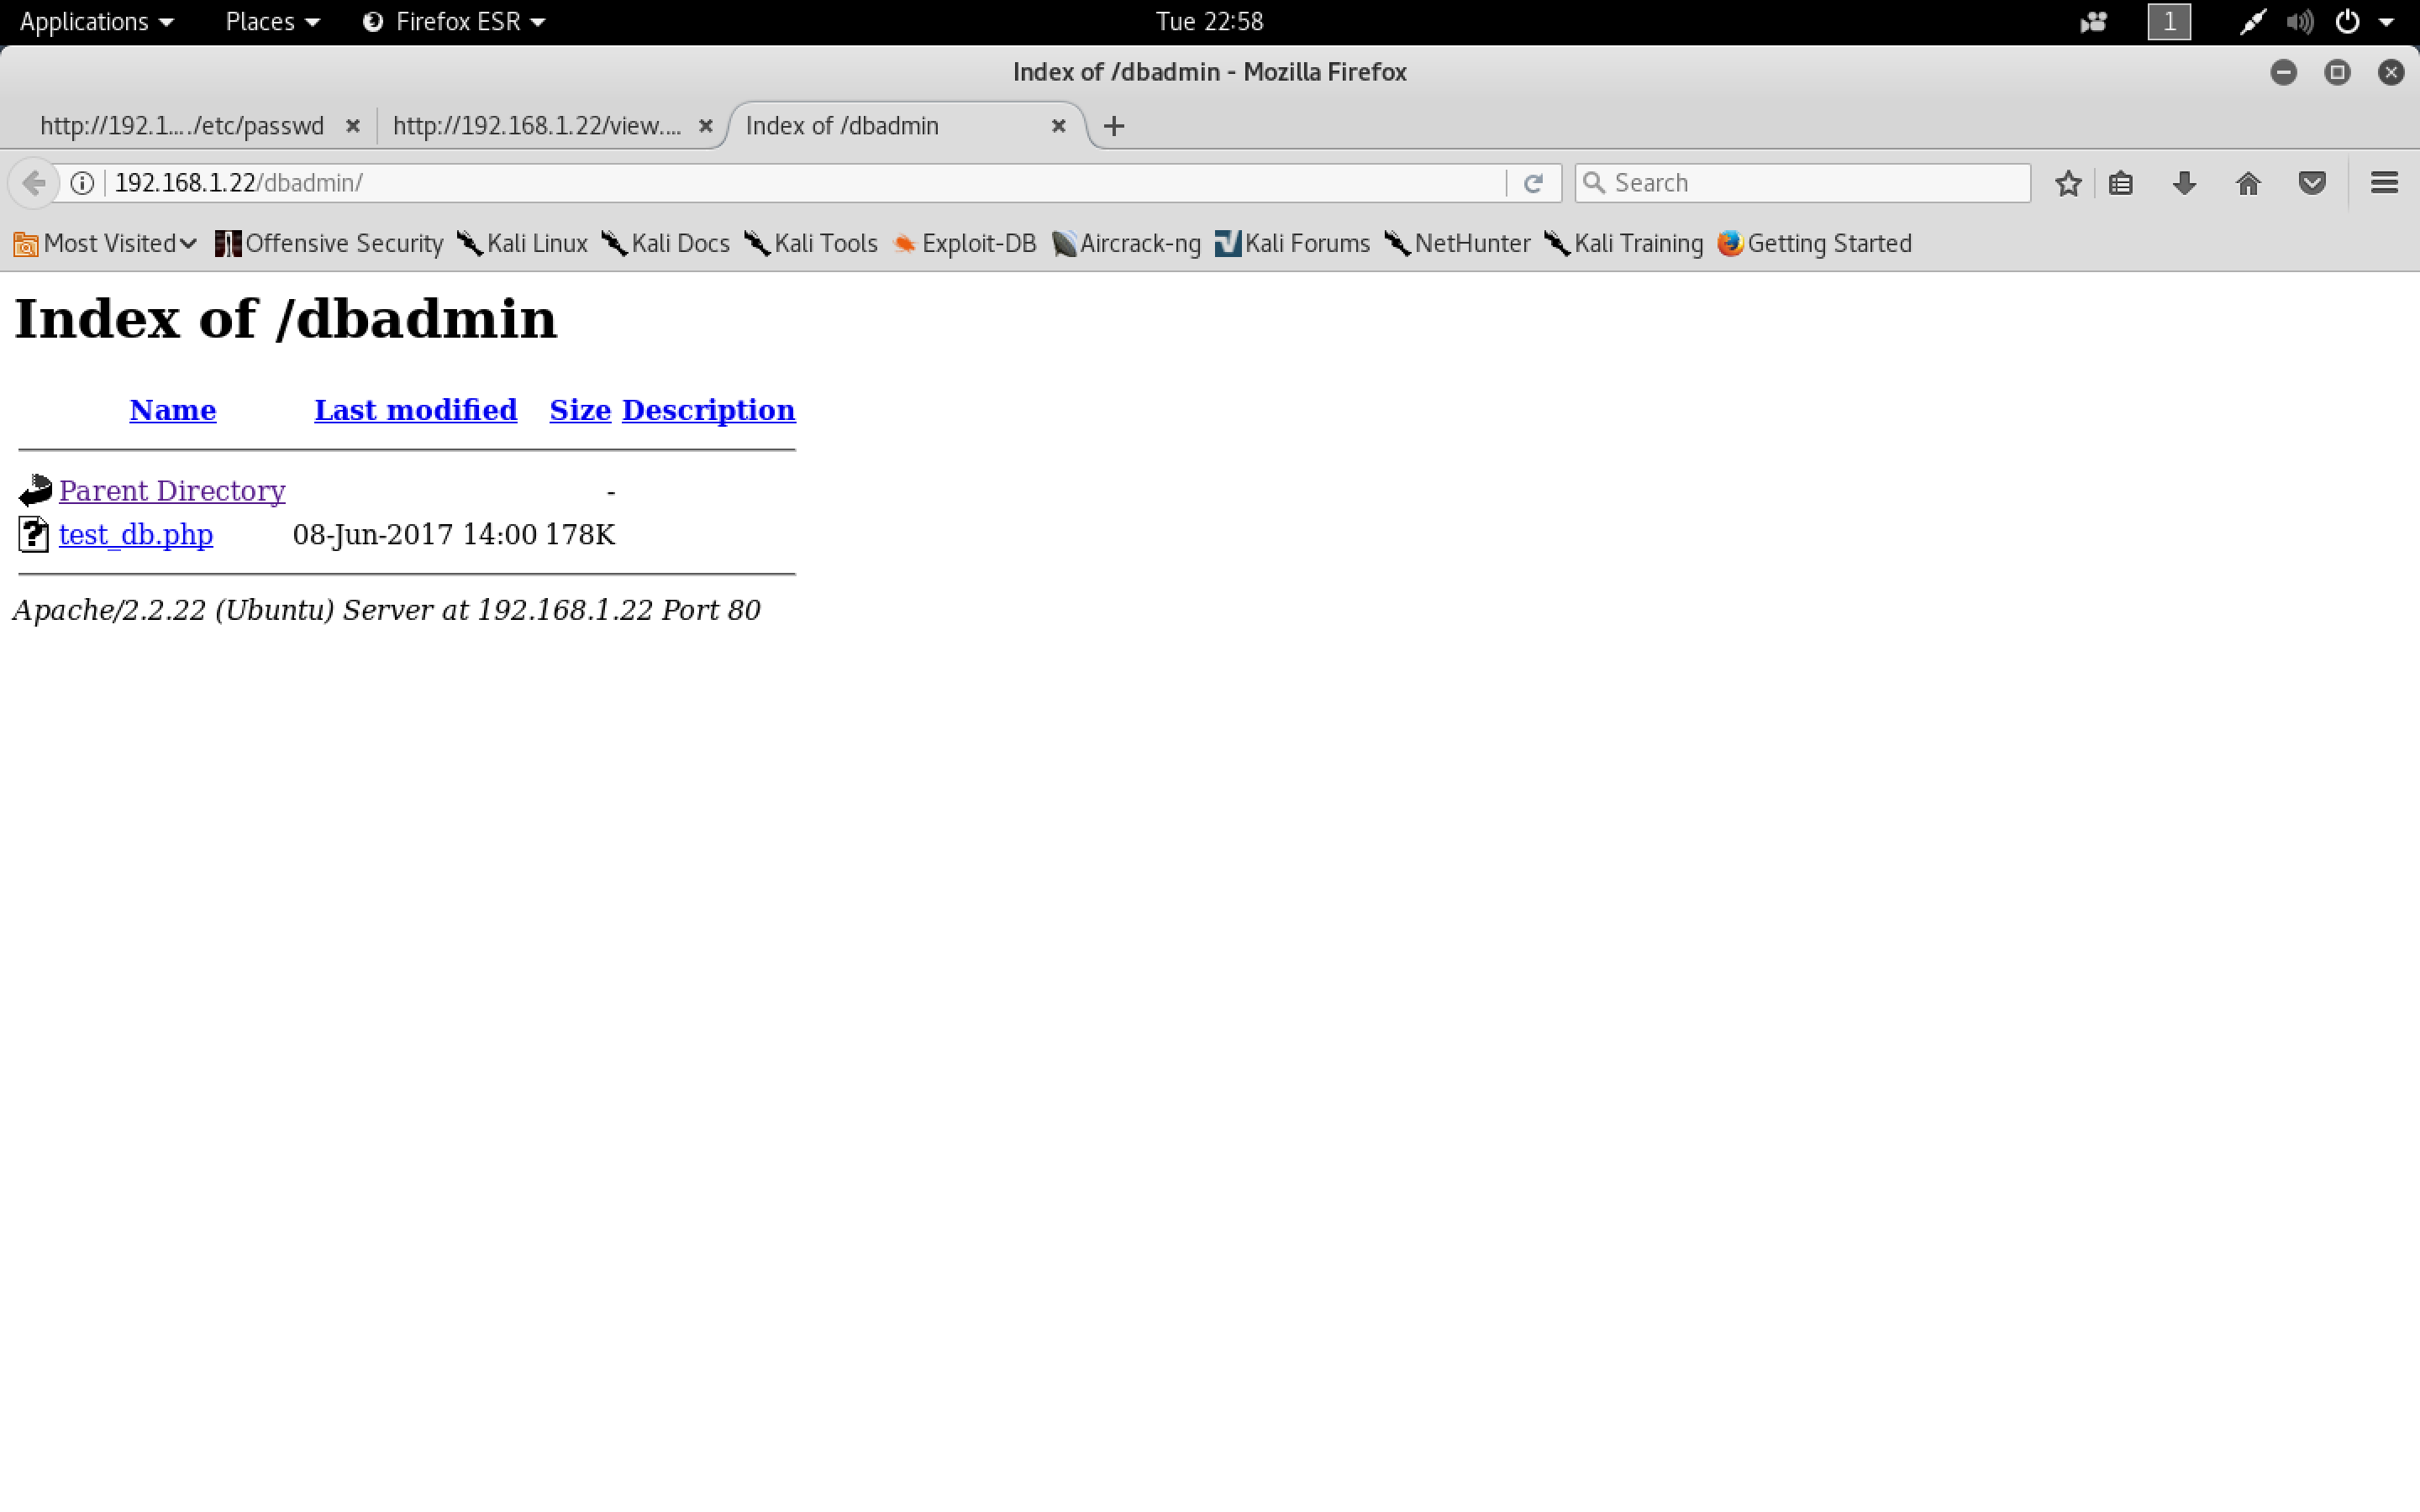 Applications Places Firefox ESR Tue 22:58 1
Index of /dbadmin - Mozilla Firefox
http://192.1.../etc/passwd http://192.168.1.22/view.... Index of /dbadmin
192.168.1.22/dbadmin/ Search
Most Visited Offensive Security Kali Linux Kali Docs Kali Tools Exploit-DB Aircrack-ng Kali Forums NetHunter Kali Training Getting Started
Index of /dbadmin
Name Last modified Size Description
Parent Directory -
test_db.php 08-Jun-2017 14:00 178K
Apache/2.2.22 (Ubuntu) Server at 192.168.1.22 Port 80